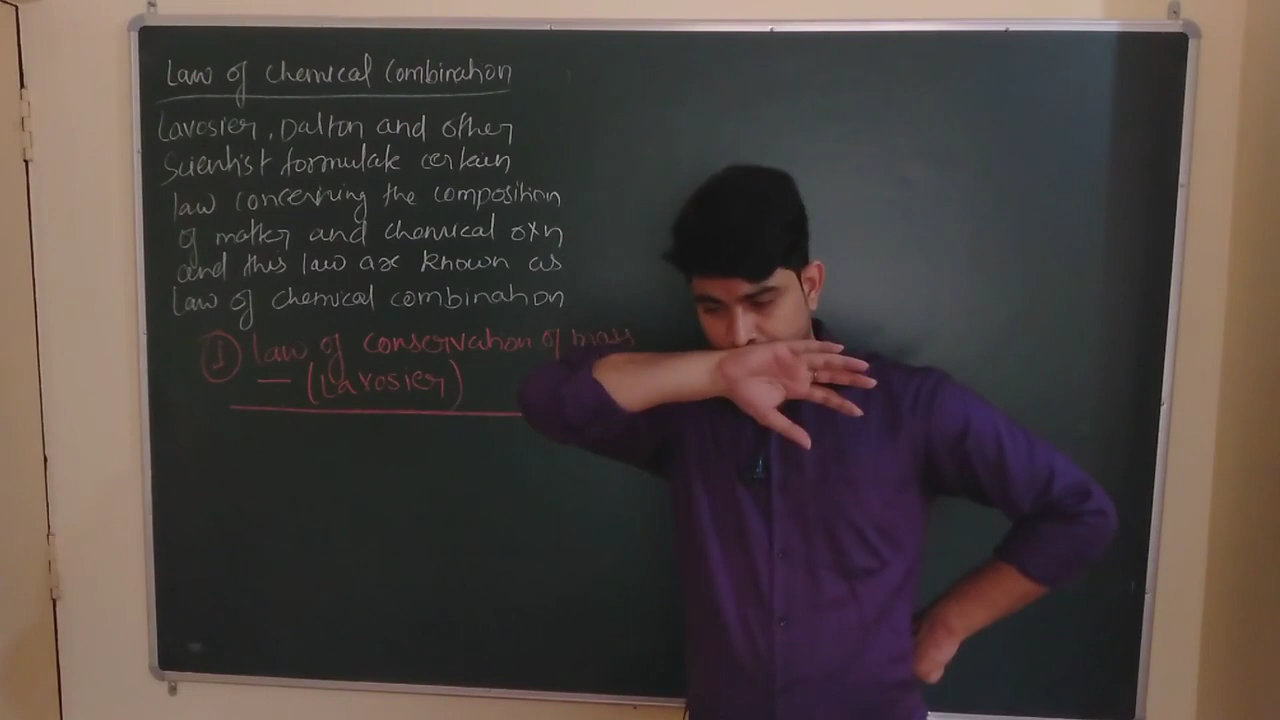 Law of Chemical Combination
Lavosier, Dalton and other
Scientist formulate certain
law concerning the composition
of matter and chemical rxn
and this law are known as
law of chemical combination
① law of conservation of mass
— (Lavosier)